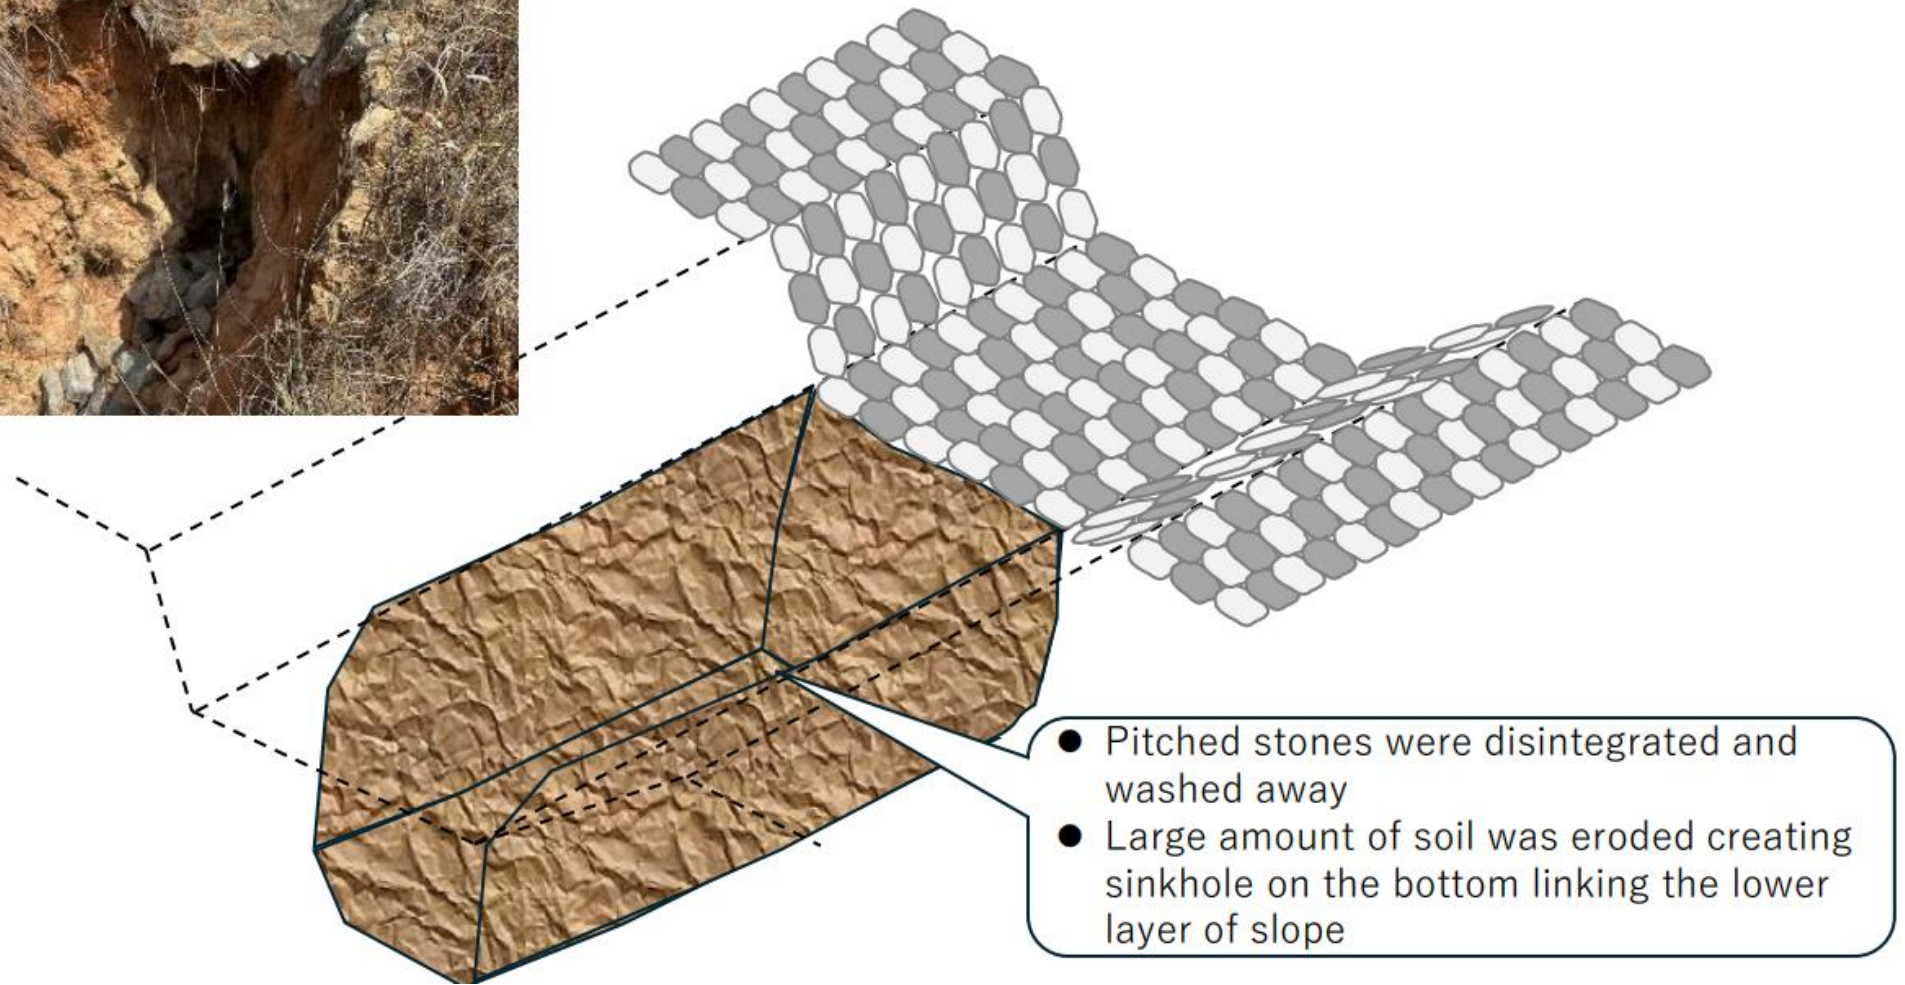 ● Pitched stones were disintegrated and
washed away
● Large amount of soil was eroded creating
sinkhole on the bottom linking the lower
layer of slope